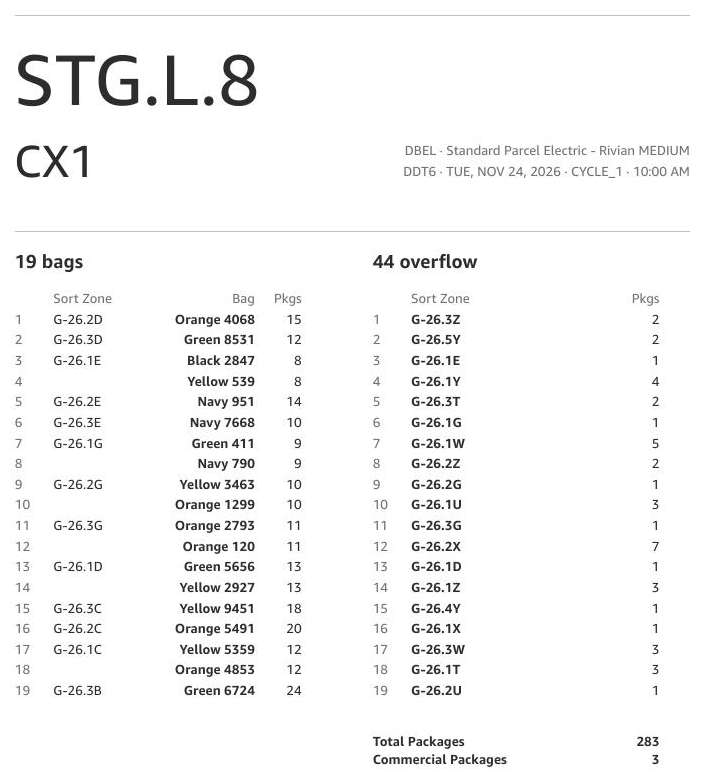 STG.L.8
CX1
DBEL · Standard Parcel Electric - Rivian MEDIUM
DDT6 · TUE, NOV 24, 2026 · CYCLE_1 · 10:00 AM
19 bags
Sort Zone Bag Pkgs
1 G-26.2D Orange 4068 15
2 G-26.3D Green 8531 12
3 G-26.1E Black 2847 8
4 Yellow 539 8
5 G-26.2E Navy 951 14
6 G-26.3E Navy 7668 10
7 G-26.1G Green 411 9
8 Navy 790 9
9 G-26.2G Yellow 3463 10
10 Orange 1299 10
11 G-26.3G Orange 2793 11
12 Orange 120 11
13 G-26.1D Green 5656 13
14 Yellow 2927 13
15 G-26.3C Yellow 9451 18
16 G-26.2C Orange 5491 20
17 G-26.1C Yellow 5359 12
18 Orange 4853 12
19 G-26.3B Green 6724 24
44 overflow
Sort Zone Pkgs
1 G-26.3Z 2
2 G-26.5Y 2
3 G-26.1E 1
4 G-26.1Y 4
5 G-26.3T 2
6 G-26.1G 1
7 G-26.1W 5
8 G-26.2Z 2
9 G-26.2G 1
10 G-26.1U 3
11 G-26.3G 1
12 G-26.2X 7
13 G-26.1D 1
14 G-26.1Z 3
15 G-26.4Y 1
16 G-26.1X 1
17 G-26.3W 3
18 G-26.1T 3
19 G-26.2U 1
Total Packages 283
Commercial Packages 3